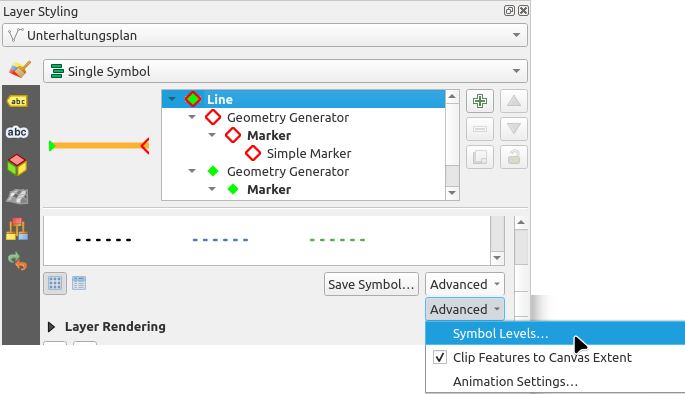 Layer Styling
Unterhaltungsplan
Single Symbol
abc
abc
Line
Geometry Generator
Marker
Simple Marker
Geometry Generator
Marker
Save Symbol…
Advanced
Advanced
Layer Rendering
Symbol Levels…
Clip Features to Canvas Extent
Animation Settings…